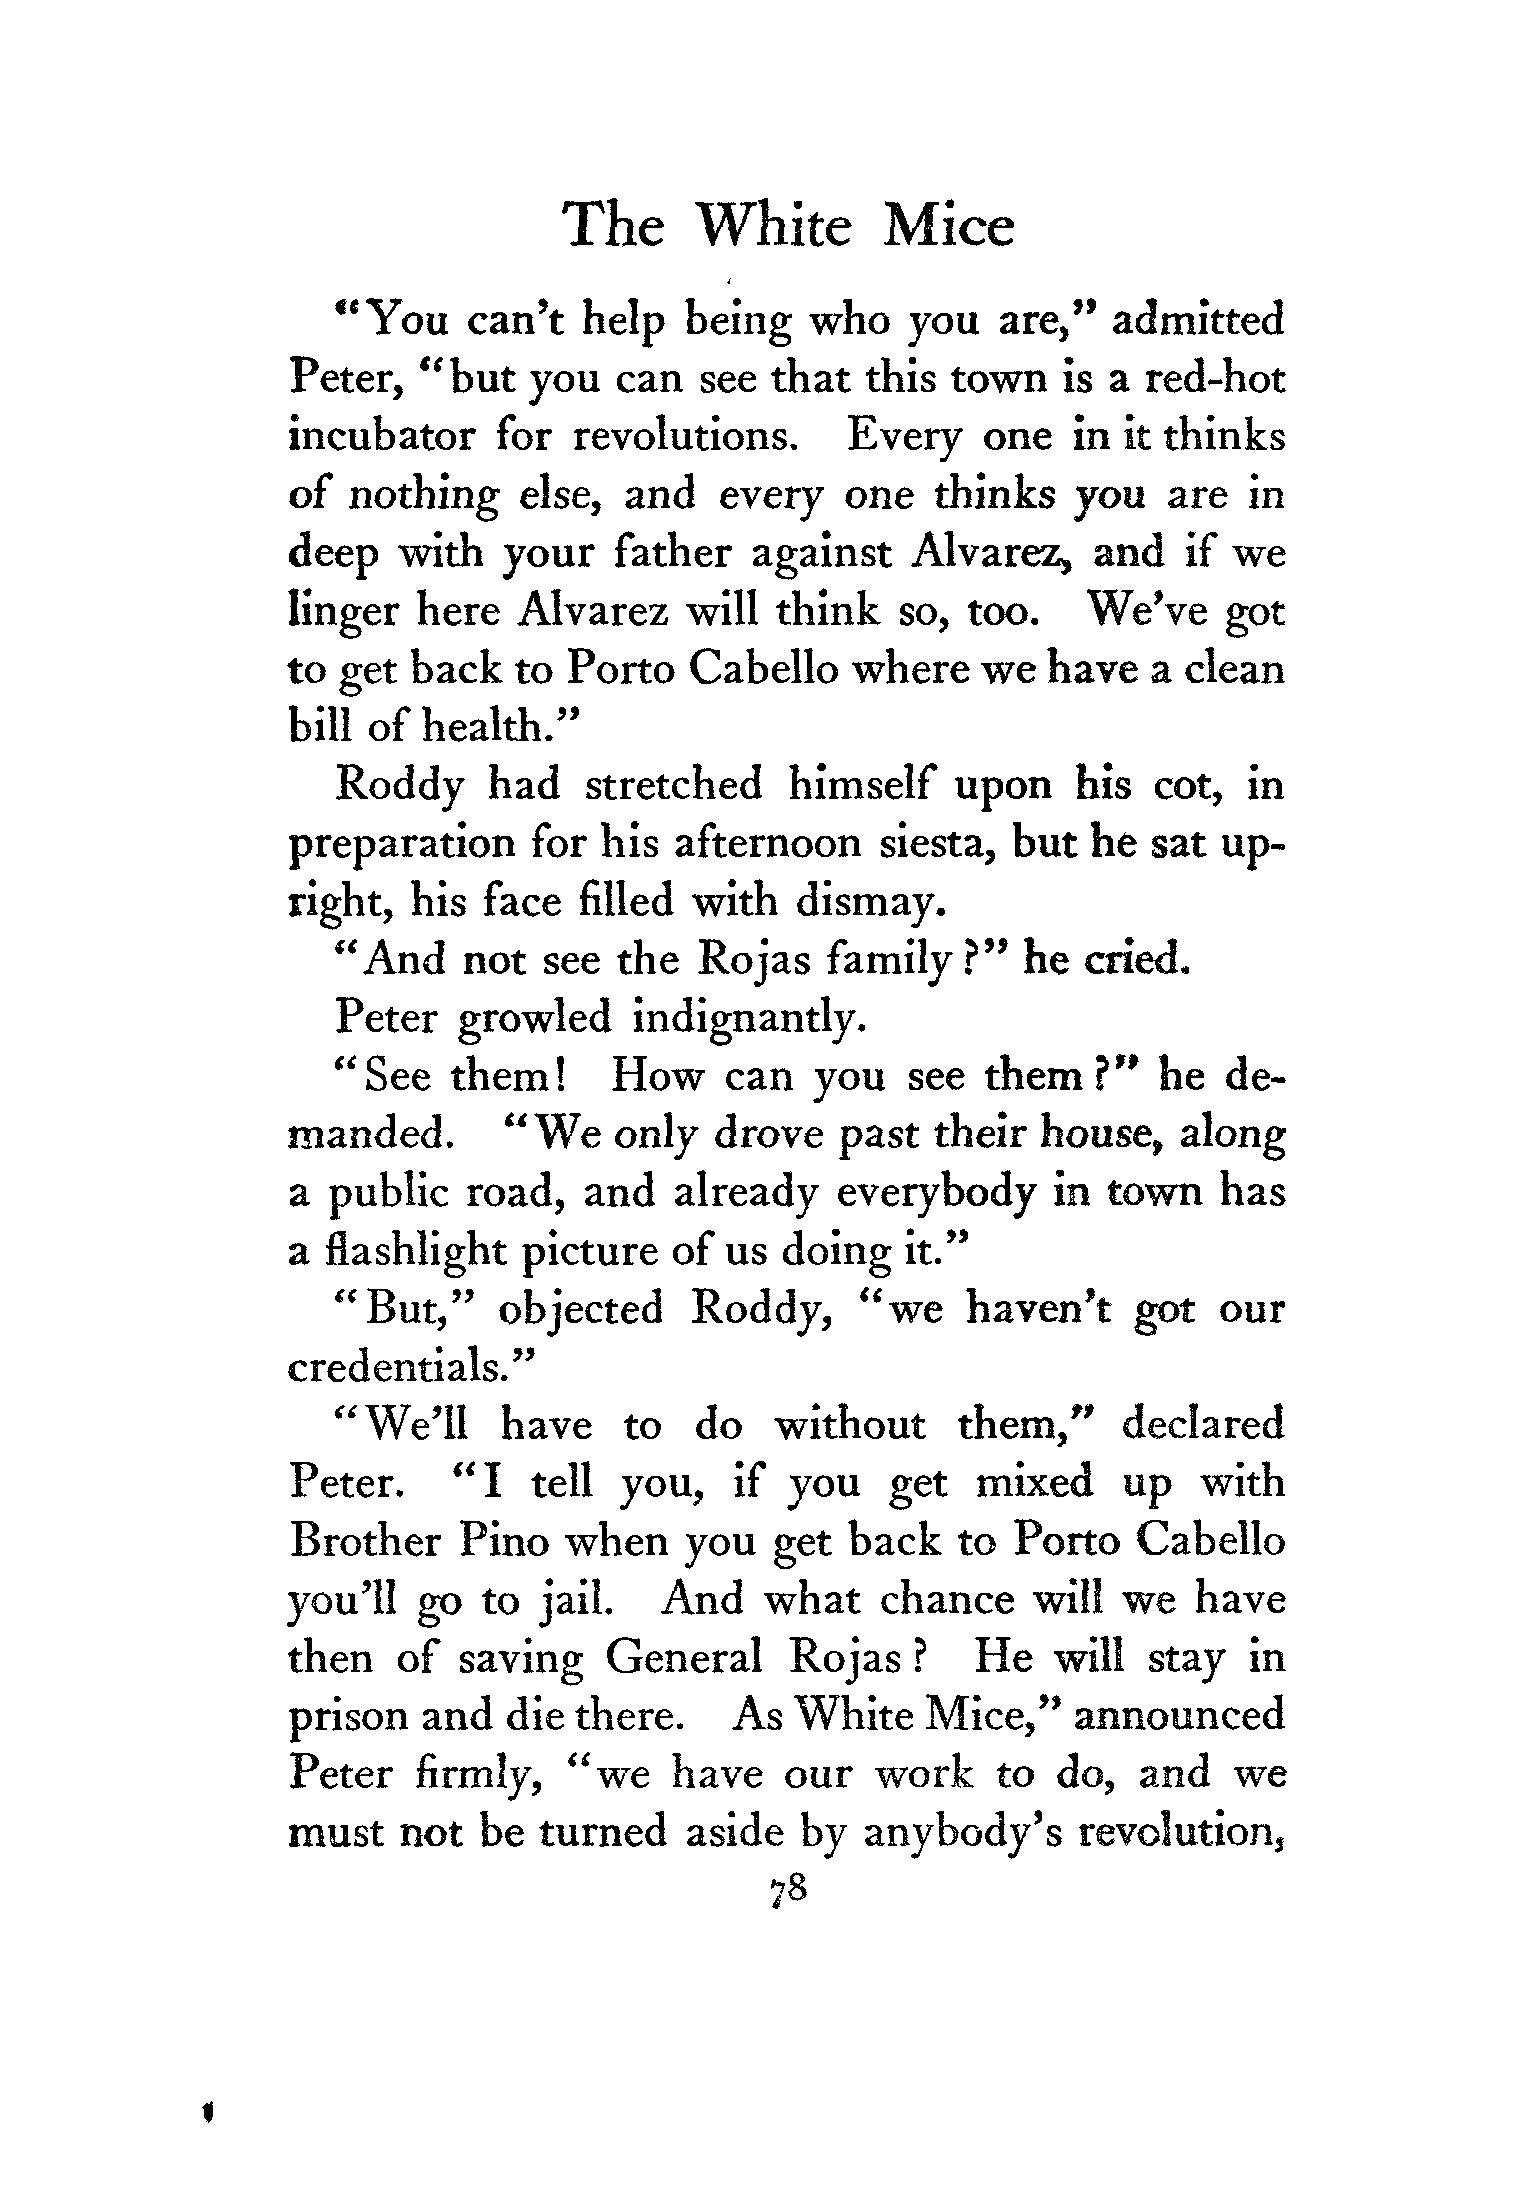 The White Mice
"You can't help being who you are," admitted
Peter, "but you can see that this town is a red-hot
incubator for revolutions. Every one in it thinks
of nothing else, and every one thinks you are in
deep with your father against Alvarez, and if we
linger here Alvarez will think so, too. We've got
to get back to Porto Cabello where we have a clean
bill of health."
Roddy had stretched himself upon his cot, in
preparation for his afternoon siesta, but he sat up-
right, his face filled with dismay.
"And not see the Rojas family?" he cried.
Peter growled indignantly.
"See them! How can you see them?" he de-
manded. "We only drove past their house, along
a public road, and already everybody in town has
a flashlight picture of us doing it."
"But," objected Roddy, "we haven't got our
credentials."
"We'll have to do without them," declared
Peter. "I tell you, if you get mixed up with
Brother Pino when you get back to Porto Cabello
you'll go to jail. And what chance will we have
then of saving General Rojas? He will stay in
prison and die there. As White Mice," announced
Peter firmly, "we have our work to do, and we
must not be turned aside by anybody's revolution,
78